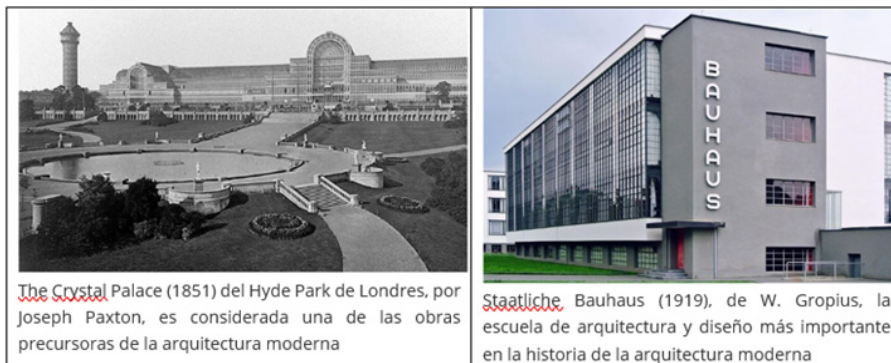 The Crystal Palace (1851) del Hyde Park de Londres, por
Joseph Paxton, es considerada una de las obras
precursoras de la arquitectura moderna
BAUHAUS
Staatliche Bauhaus (1919), de W. Gropius, la
escuela de arquitectura y diseño más importante
en la historia de la arquitectura moderna